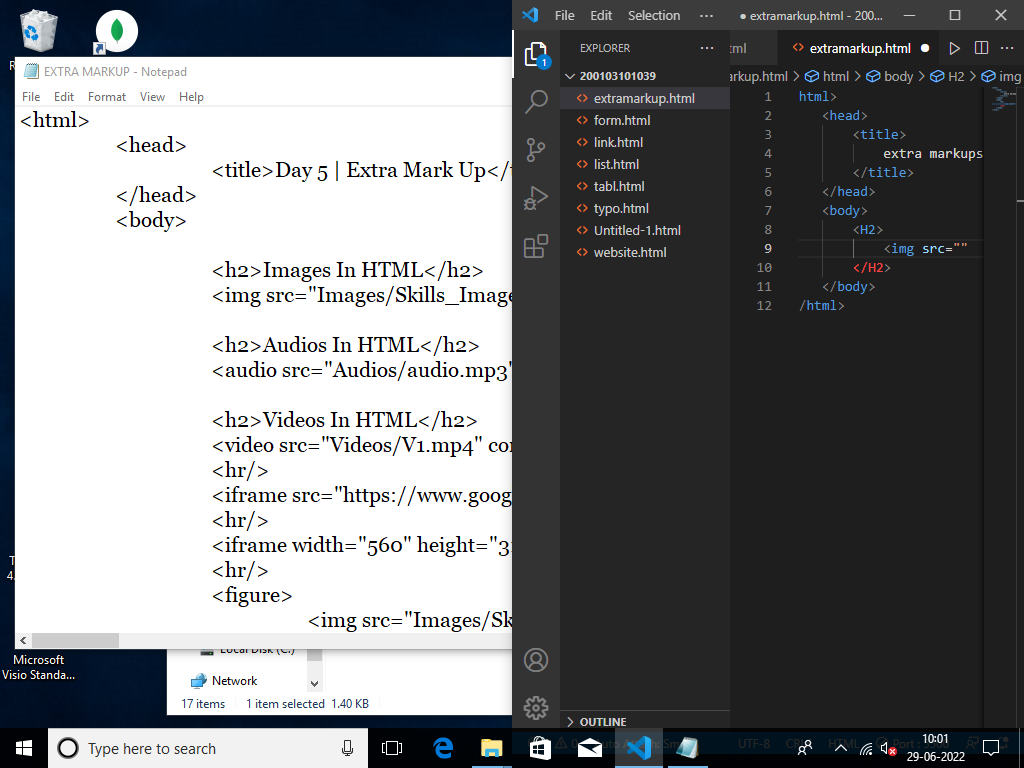 File Edit Selection ···
● extramarkup.html - 200...
EXTRA MARKUP - Notepad
File Edit Format View Help
<html>
<head>
<title>Day 5 | Extra Mark Up</
</head>
<body>
<h2>Images In HTML</h2>
<img src="Images/Skills_Image
<h2>Audios In HTML</h2>
<audio src="Audios/audio.mp3"
<h2>Videos In HTML</h2>
<video src="Videos/V1.mp4" co
<hr/>
<iframe src="https://www.goog
<hr/>
<iframe width="560" height="3
<hr/>
<figure>
<img src="Images/Sk
Microsoft
Visio Standa...
Local Disk (C:)
Network
17 items 1 item selected 1.40 KB
EXPLORER ···
200103101039
extramarkup.html
form.html
link.html
list.html
tabl.html
typo.html
Untitled-1.html
website.html
OUTLINE
1
ml extramarkup.html ● ···
arkup.html > html > body > H2 > img
1 html>
2 <head>
3 <title>
4 extra markups
5 </title>
6 </head>
7 <body>
8 <H2>
9 <img src=""
10 </H2>
11 </body>
12 /html>
UTF-8
HTML
Type here to search
10:01
29-06-2022